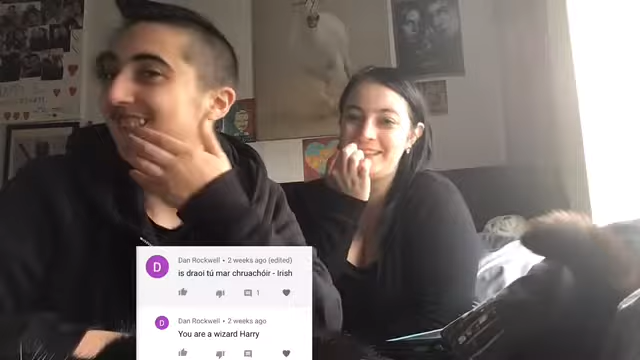 HAPPY
Dan Rockwell • 2 weeks ago (edited)
D
is draoi tú mar chruachóir - Irish
1
Dan Rockwell • 2 weeks ago
D
You are a wizard Harry